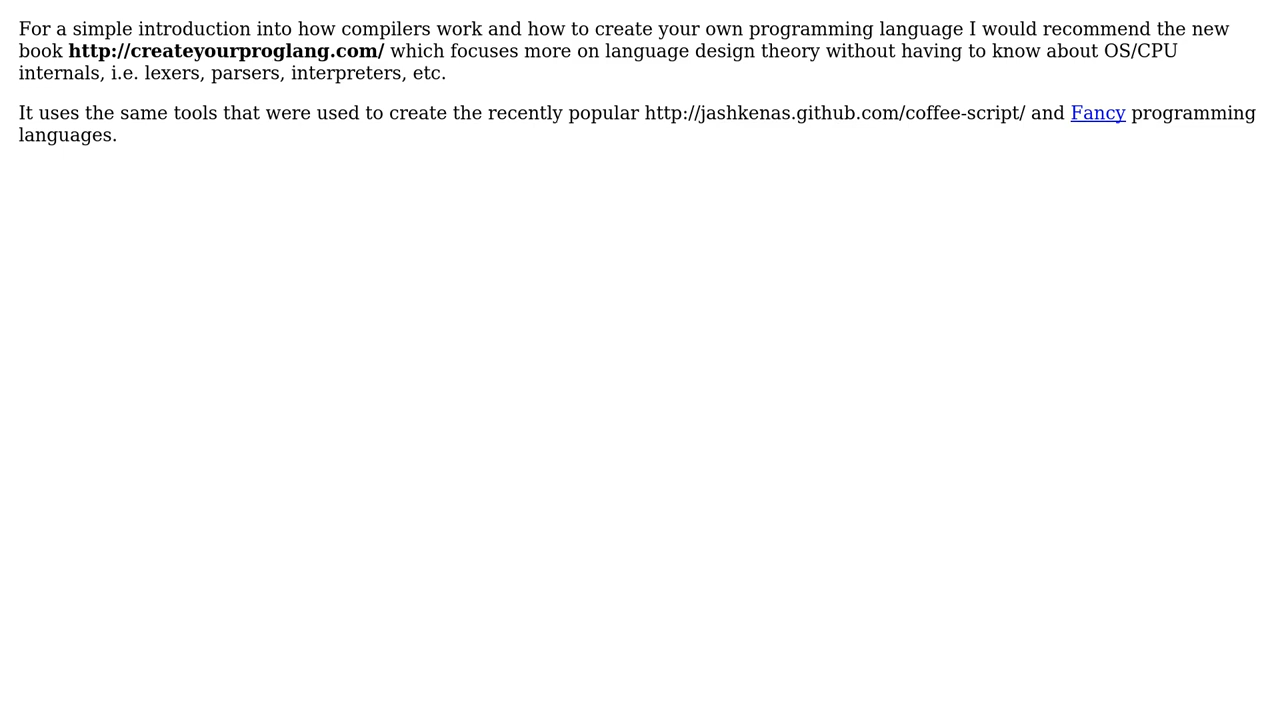 For a simple introduction into how compilers work and how to create your own programming language I would recommend the new
book http://createyourproglang.com/ which focuses more on language design theory without having to know about OS/CPU
internals, i.e. lexers, parsers, interpreters, etc.
It uses the same tools that were used to create the recently popular http://jashkenas.github.com/coffee-script/ and Fancy programming
languages.